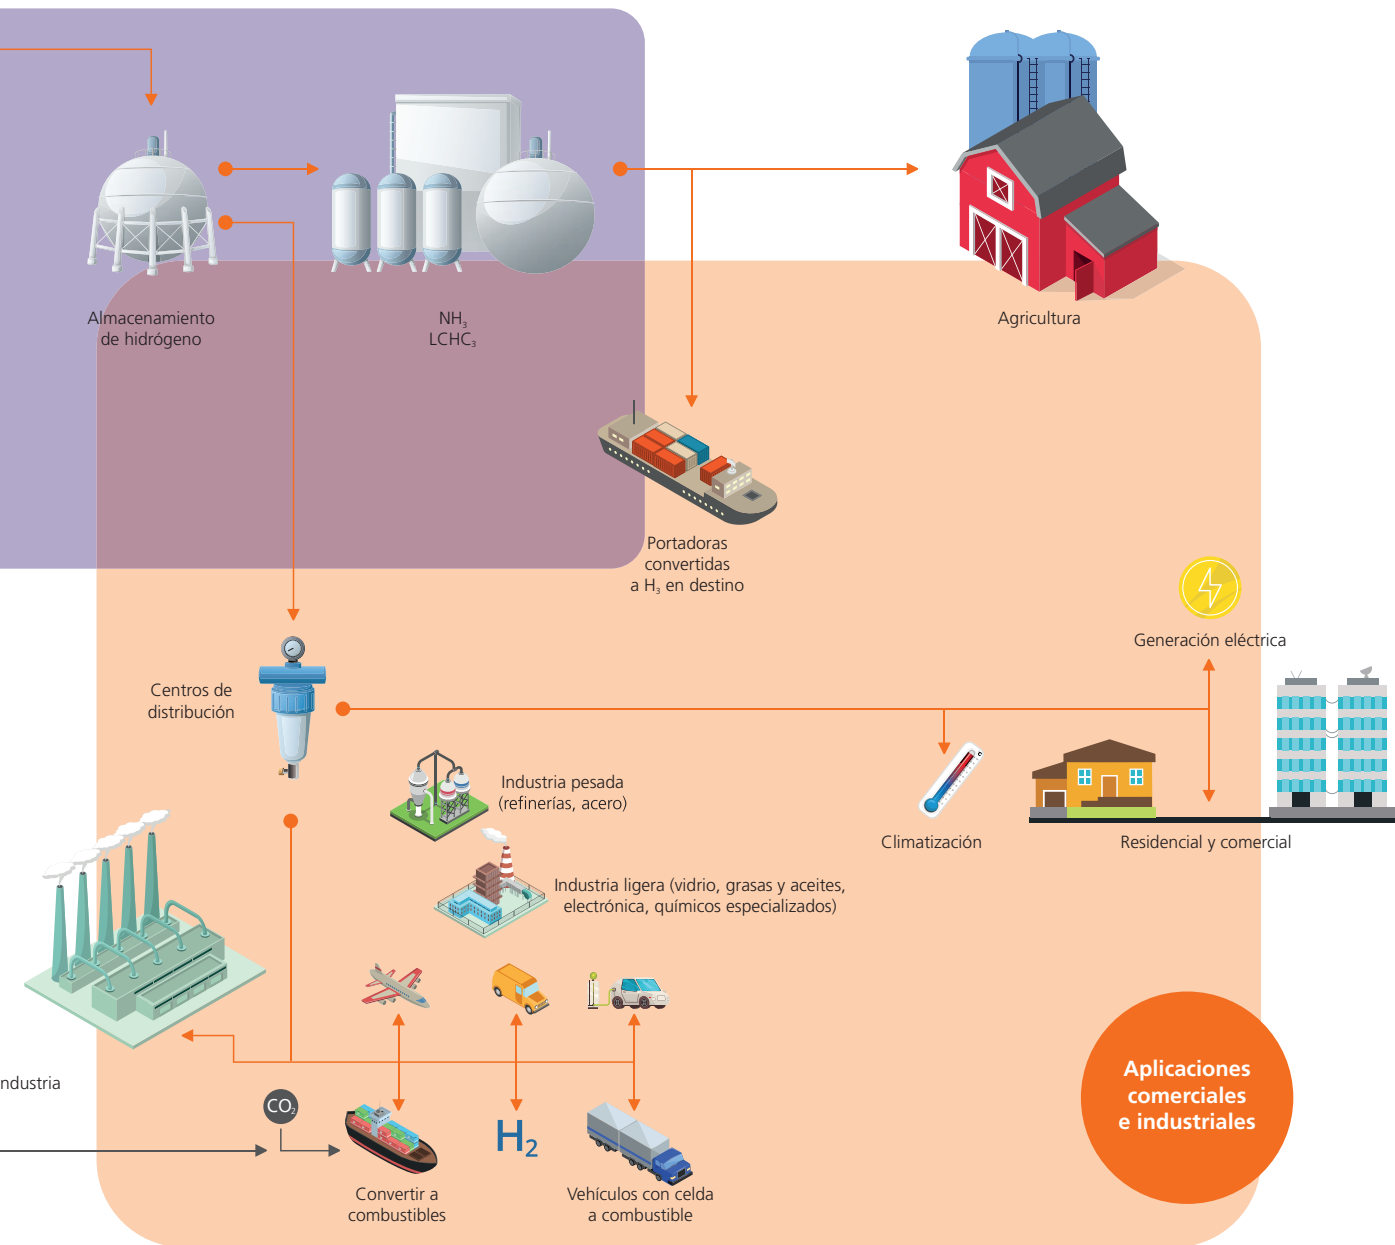 Almacenamiento
de hidrógeno
NH₃
LCHC₃
Agricultura
Portadoras
convertidas
a H₃ en destino
Generación eléctrica
Centros de
distribución
Industria pesada
(refinerías, acero)
Climatización
Residencial y comercial
Industria ligera (vidrio, grasas y aceites,
electrónica, químicos especializados)
Aplicaciones
comerciales
e industriales
ndustria
CO₂
H₂
Convertir a
combustibles
Vehículos con celda
a combustible